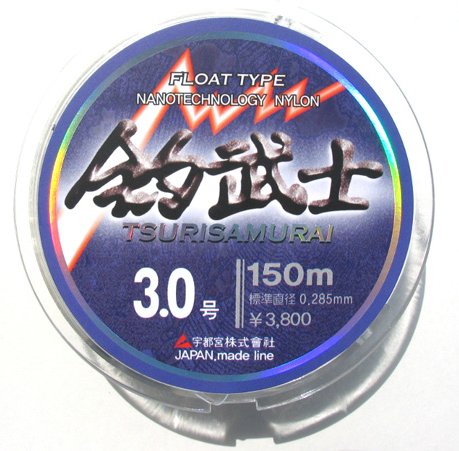 FLOAT TYPE
NANOTECHNOLOGY NYLON
釣武士
TSURISAMURAI
3.0号
150m
標準直径 0.285mm
¥3,800
宇都宮株式會社
JAPAN,made line